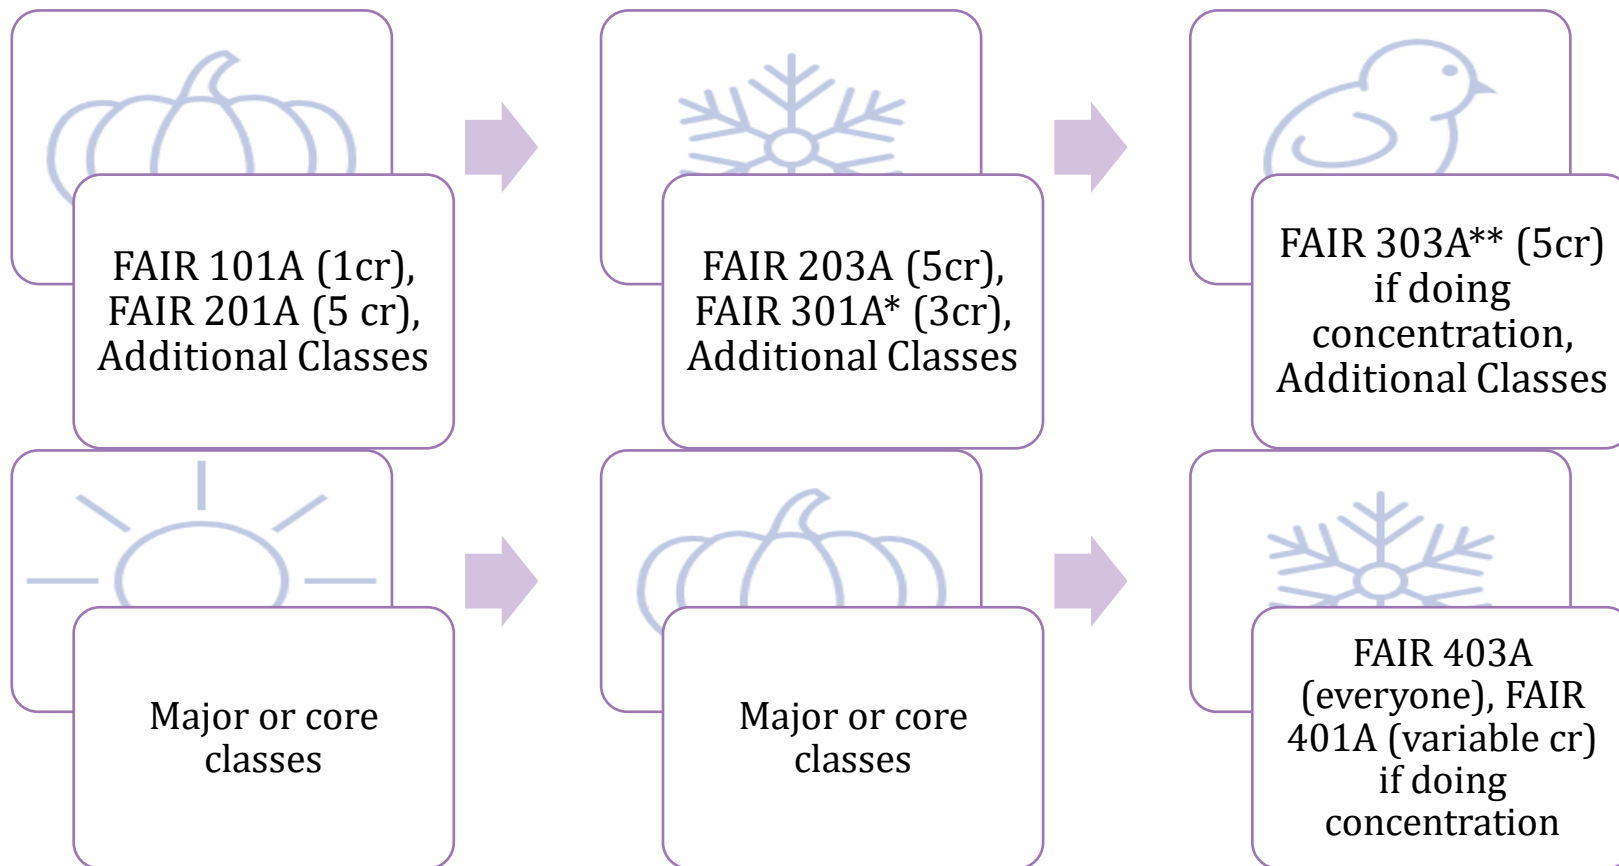 FAIR 101A (1cr),
FAIR 201A (5 cr),
Additional Classes
FAIR 203A (5cr),
FAIR 301A* (3cr),
Additional Classes
FAIR 303A** (5cr)
if doing
concentration,
Additional Classes
Major or core
classes
Major or core
classes
FAIR 403A
(everyone), FAIR
401A (variable cr)
if doing
concentration